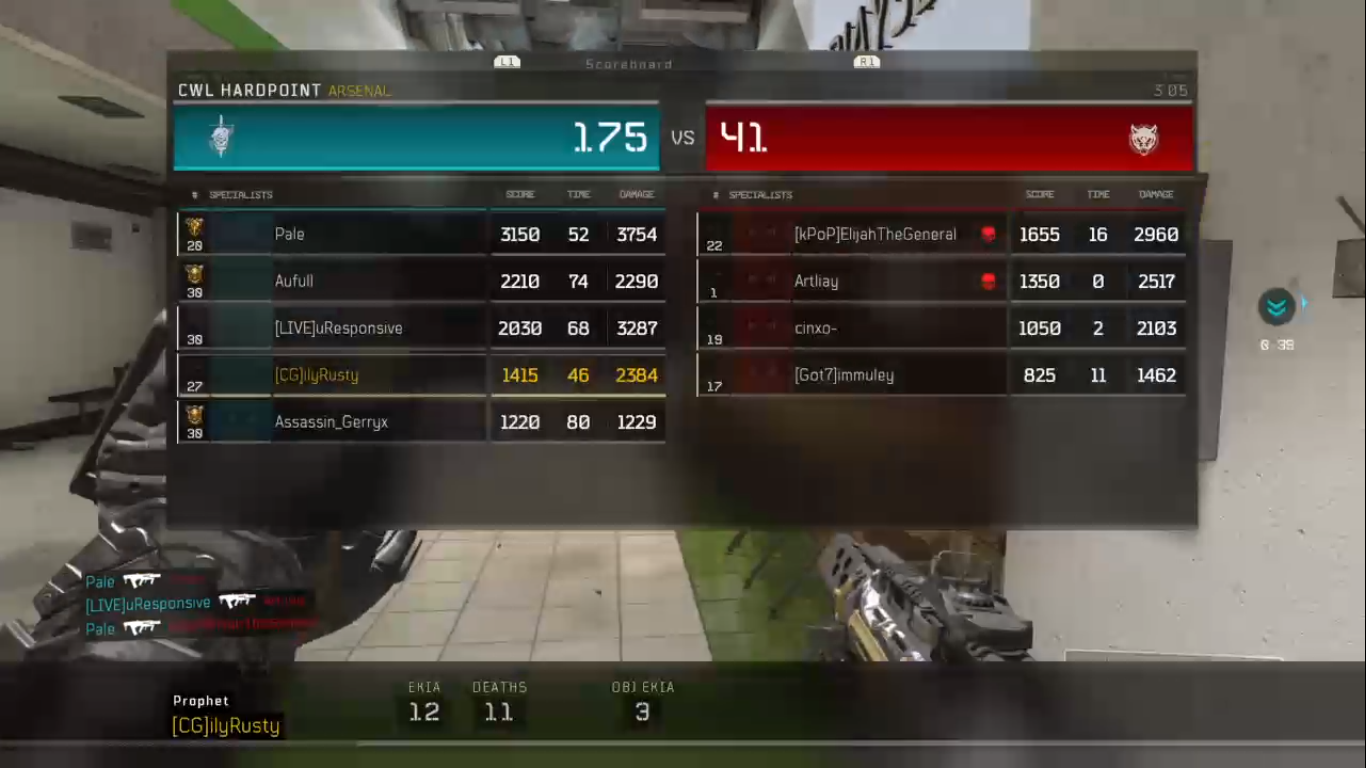 L1 Scoreboard R1
CWL HARDPOINT ARSENAL 3:05
175 VS 41
# SPECIALISTS SCORE TIME DAMAGE
20 Pale 3150 52 3754
30 Aufull 2210 74 2290
30 [LIVE]uResponsive 2030 68 3287
27 [CG]ilyRusty 1415 46 2384
30 Assassin_Gerryx 1220 80 1229
# SPECIALISTS SCORE TIME DAMAGE
22 [kPoP]ElijahTheGeneral 1655 16 2960
1 Artliay 1350 0 2517
19 cinxo- 1050 2 2103
17 [Got7]immuley 825 11 1462
0:39
Pale
[LIVE]uResponsive
Pale
Prophet
[CG]ilyRusty
EKIA DEATHS OBJ EKIA
12 11 3